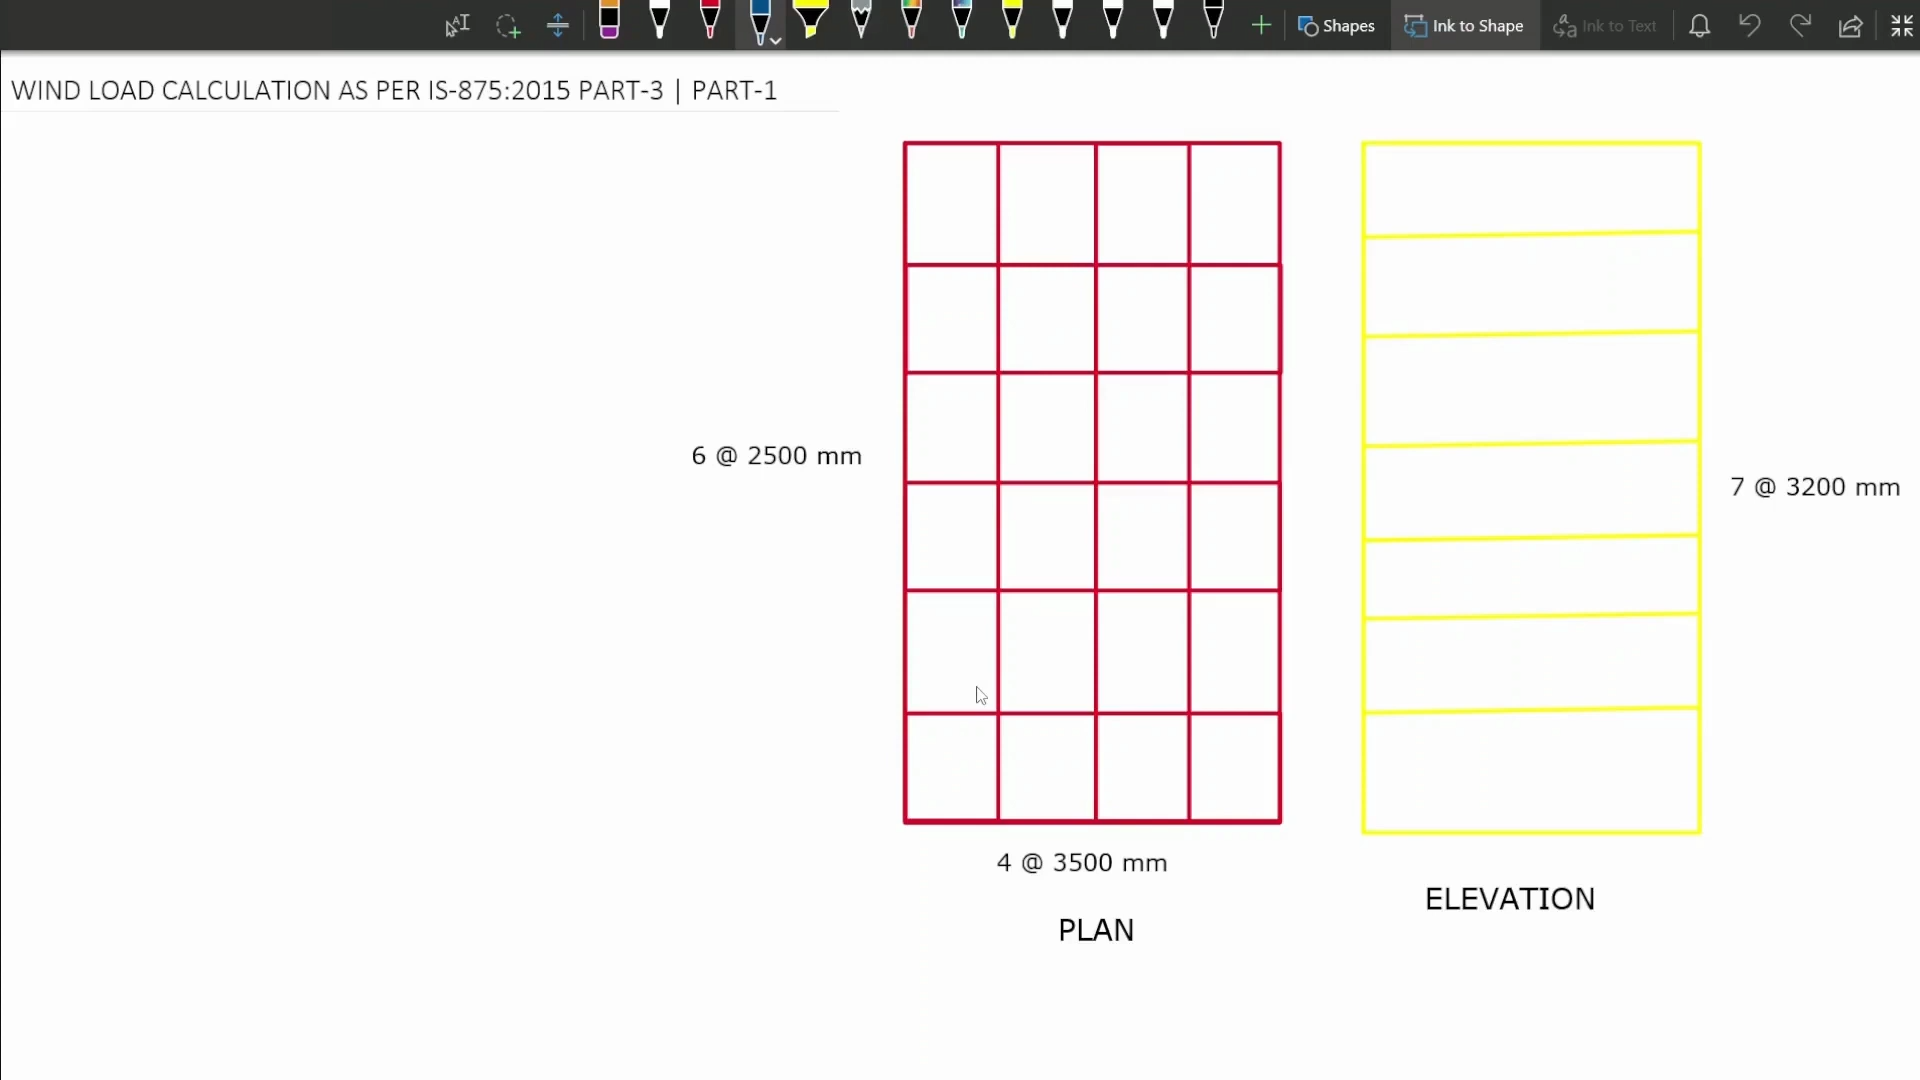 Shapes
Ink to Shape
Ink to Text
WIND LOAD CALCULATION AS PER IS-875:2015 PART-3 | PART-1
6 @ 2500 mm
7 @ 3200 mm
4 @ 3500 mm
ELEVATION
PLAN